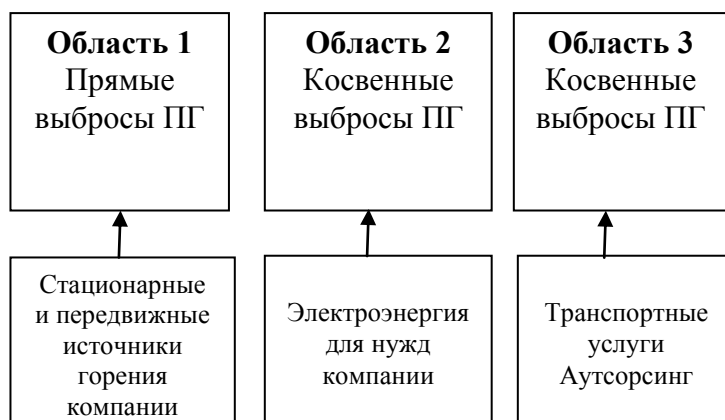 Область 1
Прямые
выбросы ПГ
Область 2
Косвенные
выбросы ПГ
Область 3
Косвенные
выбросы ПГ
Стационарные
и передвижные
источники
горения
компании
Электроэнергия
для нужд
компании
Транспортные
услуги
Аутсорсинг